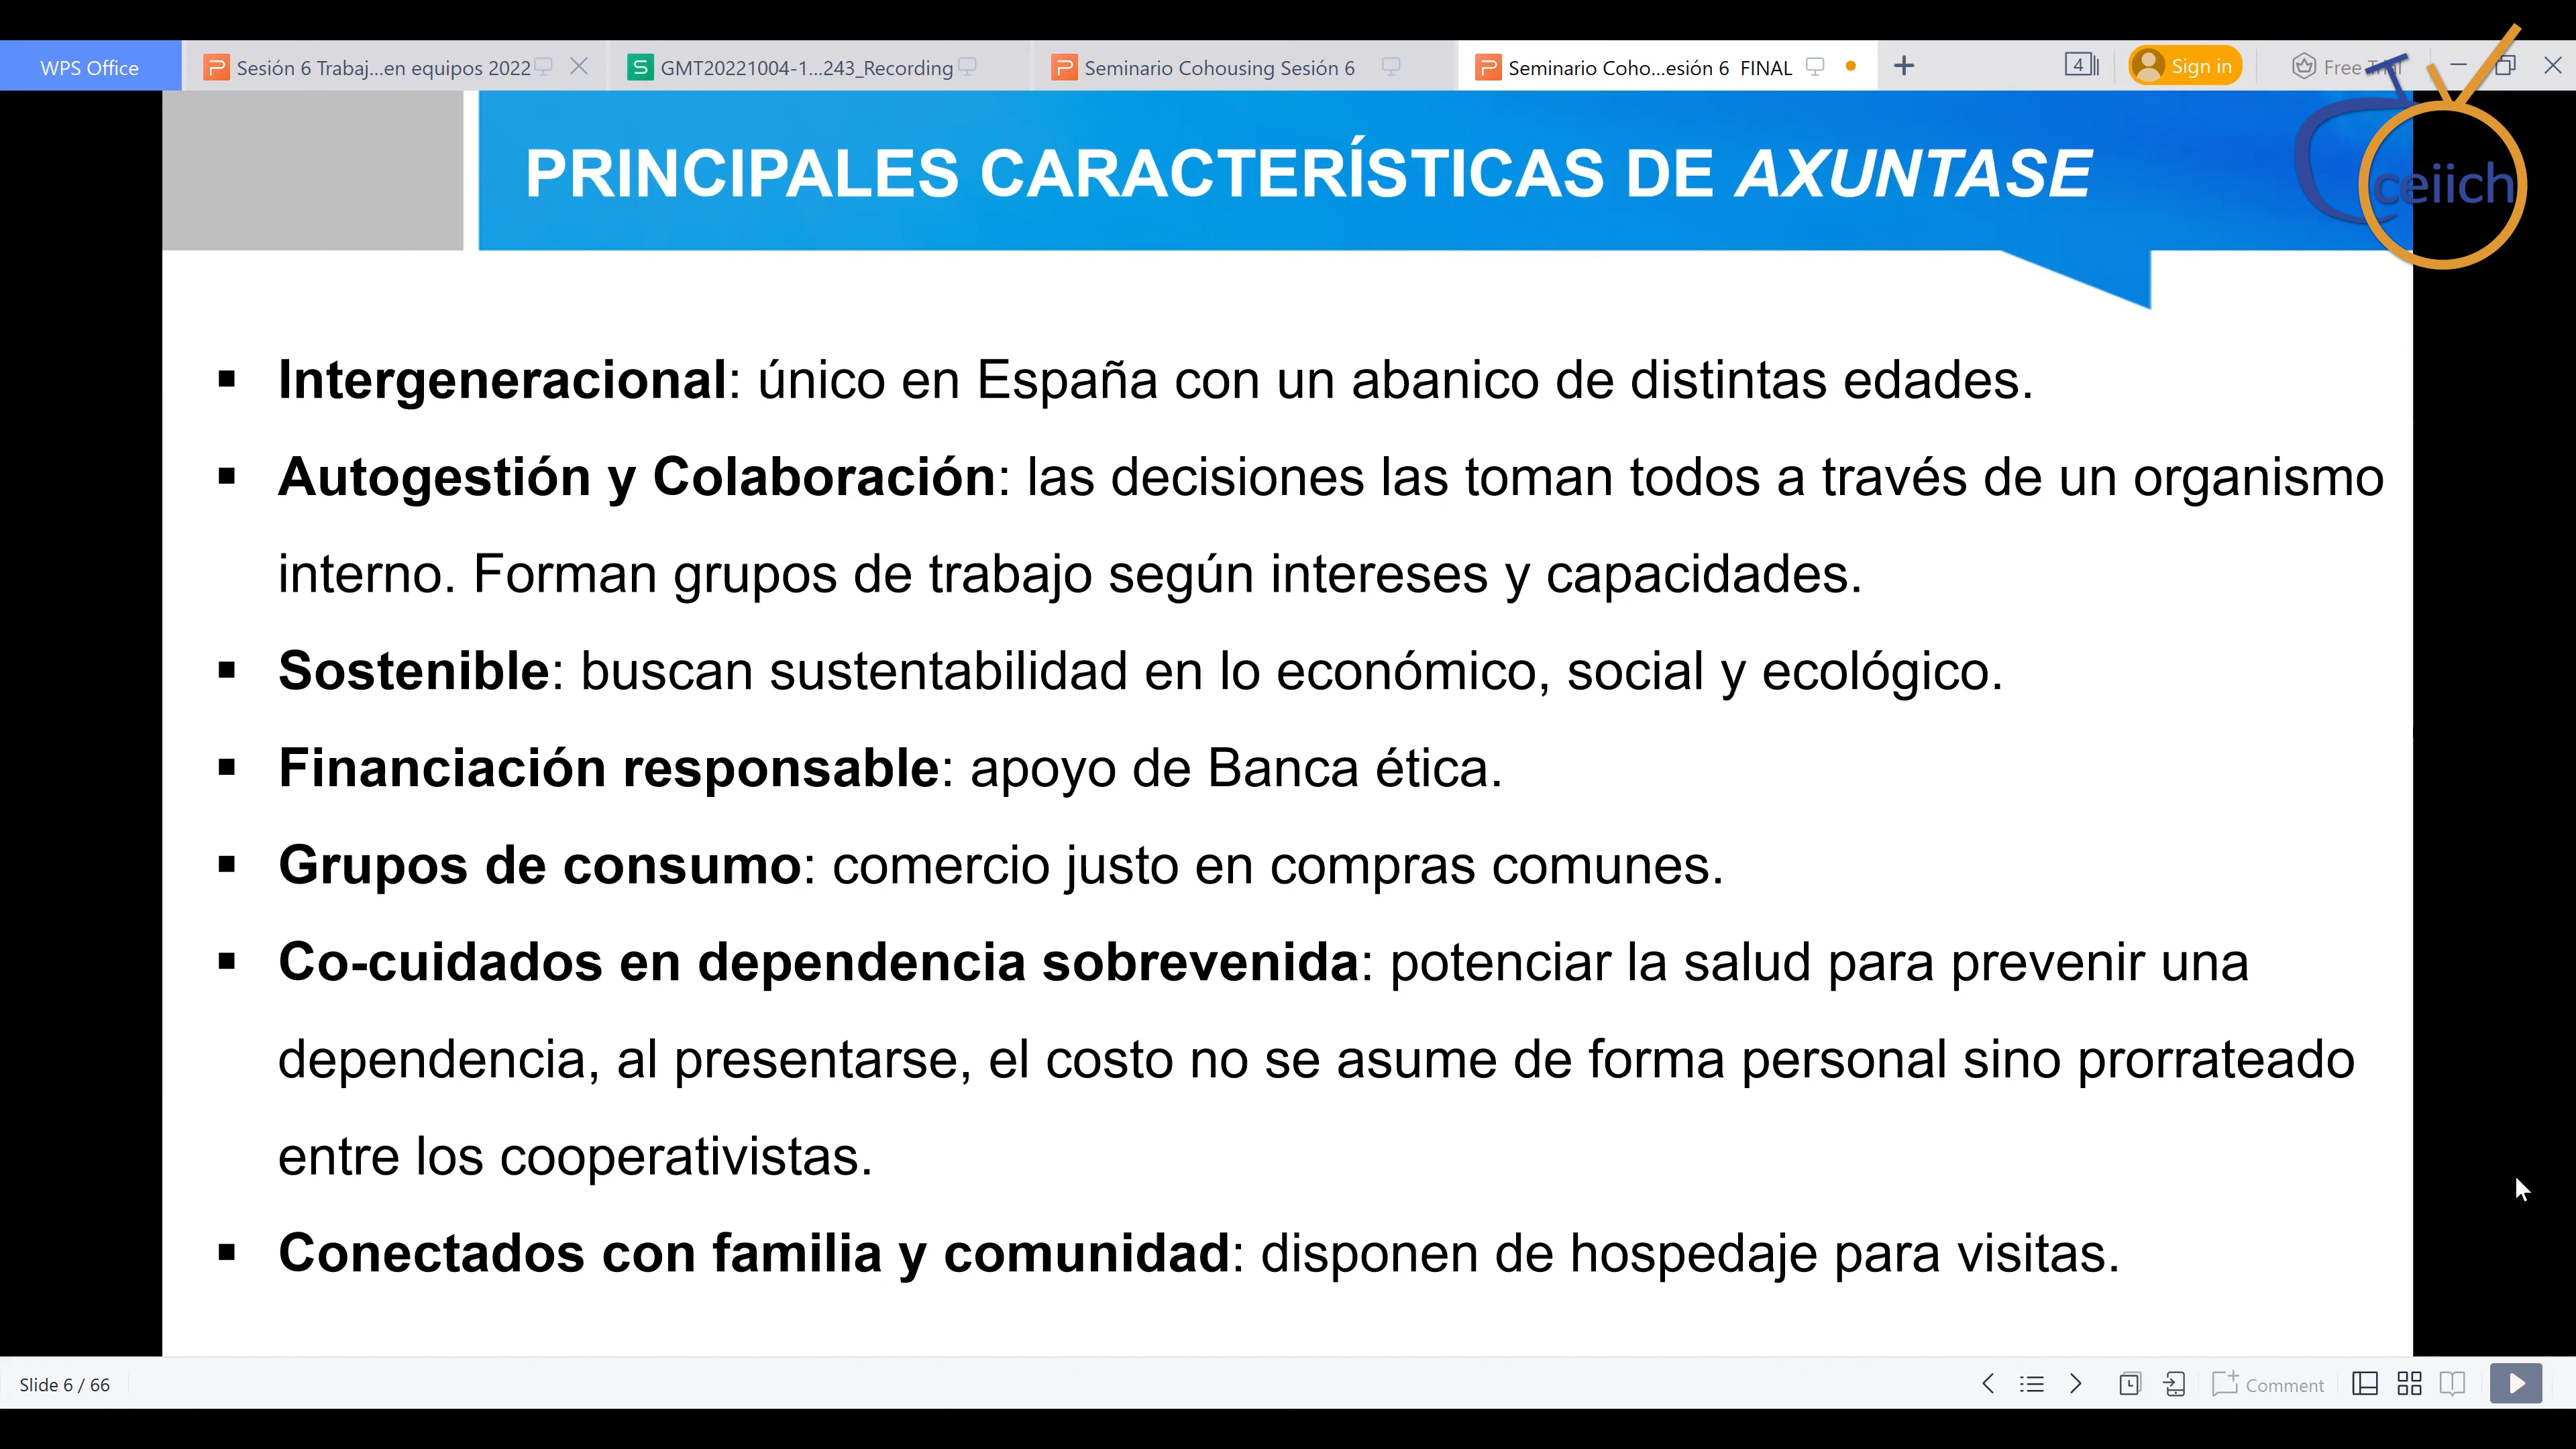 WPS Office
Sesión 6 Trabaj...en equipos 2022
GMT20221004-1...243_Recording
Seminario Cohousing Sesión 6
Seminario Coho...esión 6 FINAL
4
Sign in
Free Trial
ceiich
PRINCIPALES CARACTERÍSTICAS DE AXUNTASE
▪ Intergeneracional: único en España con un abanico de distintas edades.
▪ Autogestión y Colaboración: las decisiones las toman todos a través de un organismo
interno. Forman grupos de trabajo según intereses y capacidades.
▪ Sostenible: buscan sustentabilidad en lo económico, social y ecológico.
▪ Financiación responsable: apoyo de Banca ética.
▪ Grupos de consumo: comercio justo en compras comunes.
▪ Co-cuidados en dependencia sobrevenida: potenciar la salud para prevenir una
dependencia, al presentarse, el costo no se asume de forma personal sino prorrateado
entre los cooperativistas.
▪ Conectados con familia y comunidad: disponen de hospedaje para visitas.
Slide 6 / 66
Comment